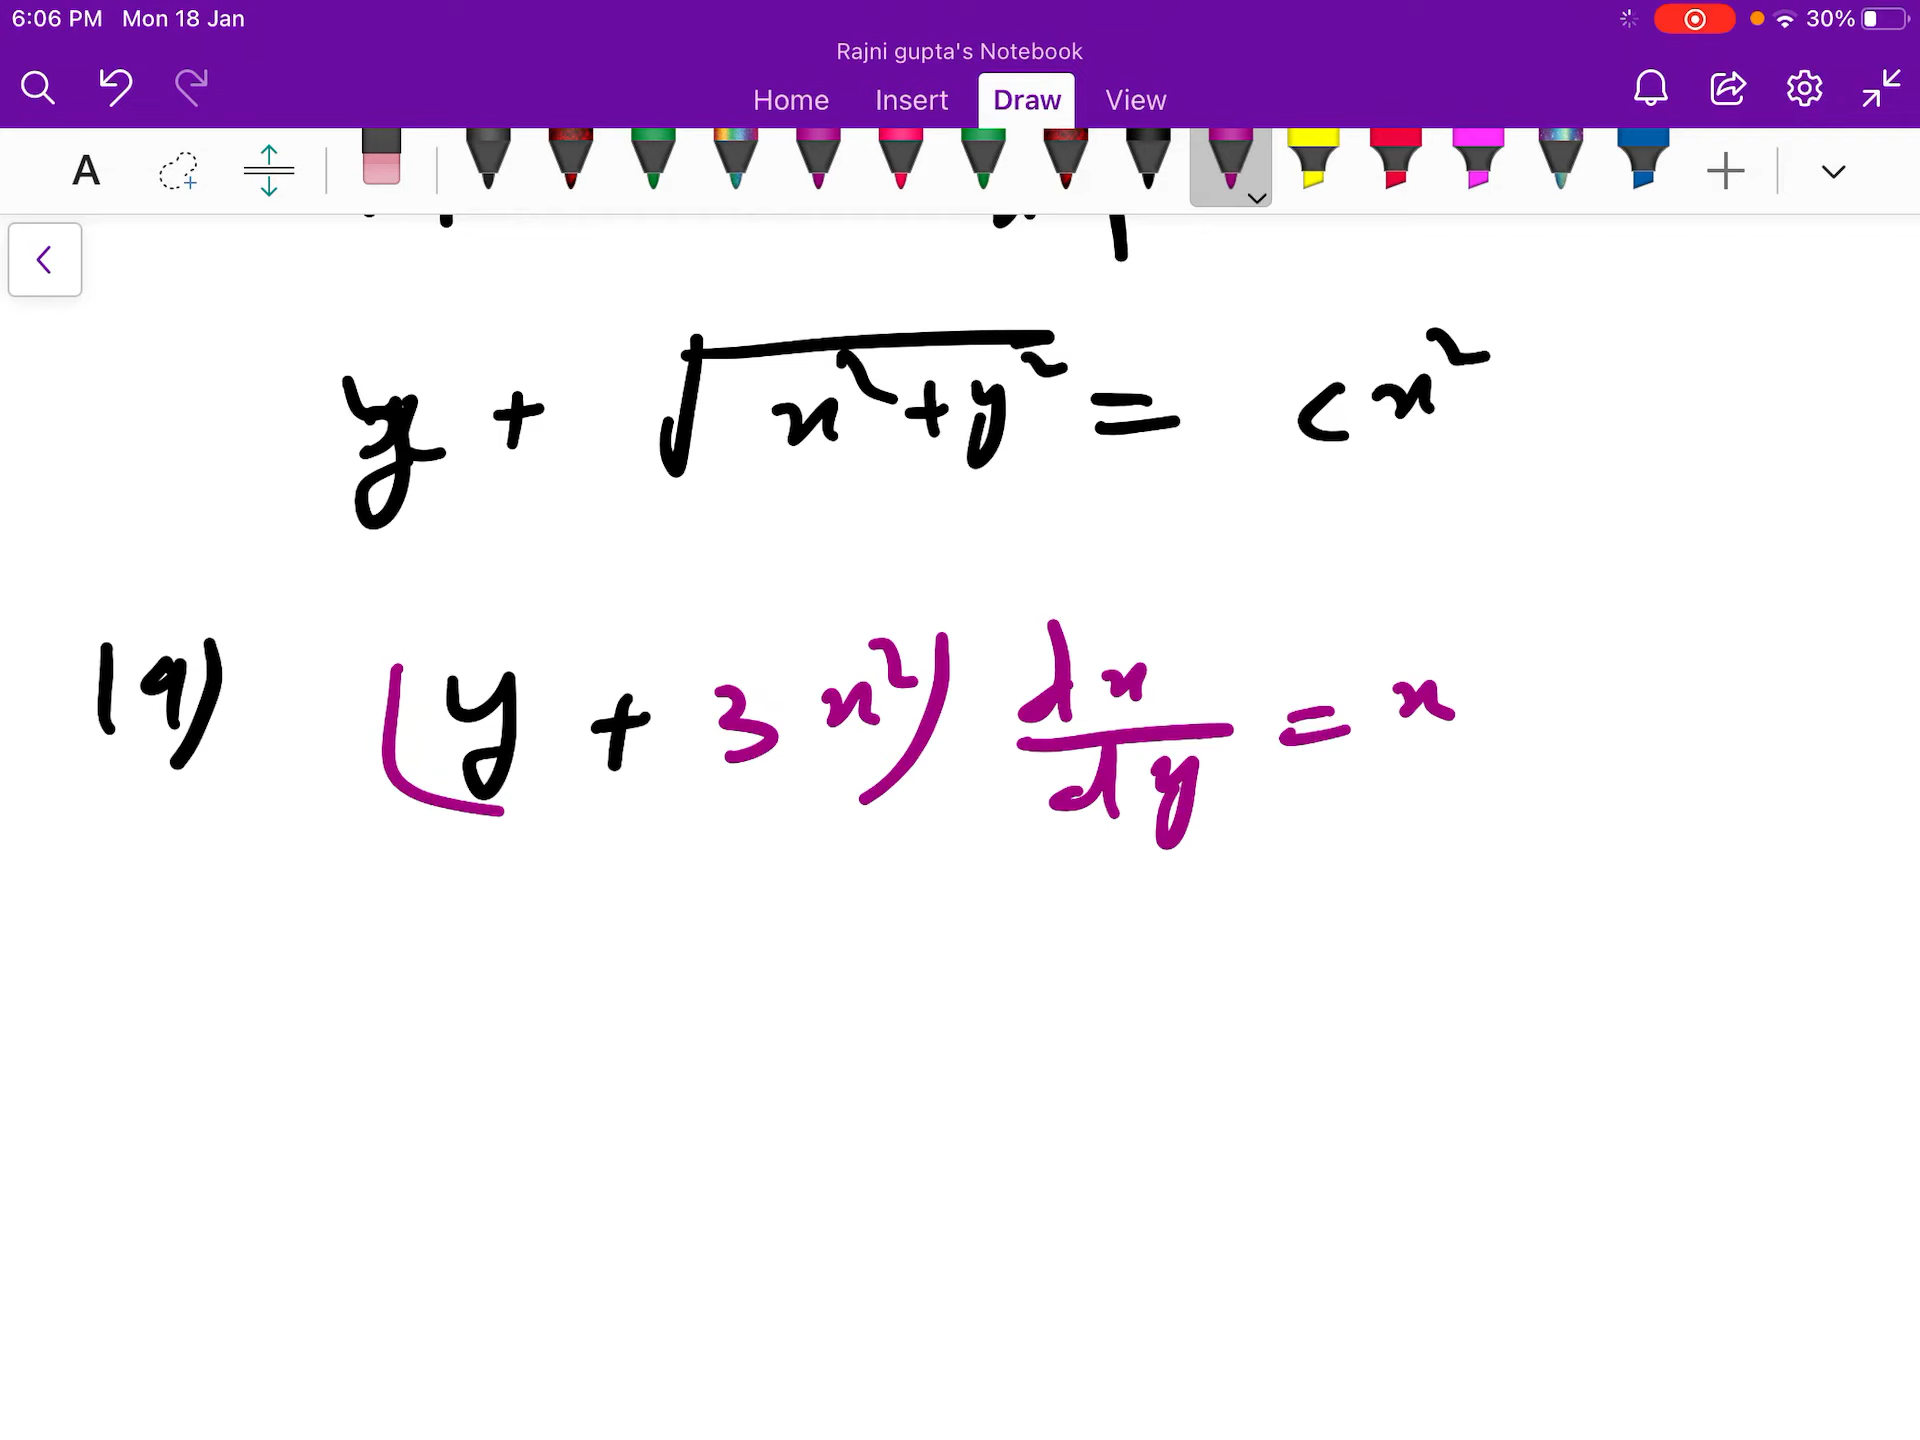 6:06 PM Mon 18 Jan 30%
Rajni gupta's Notebook
Home Insert Draw View
A
y + √(x² + y²) = cx²
19) (y + 3x²) dx/dy = x